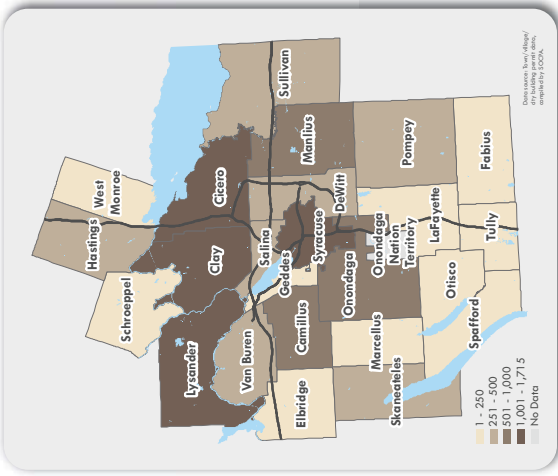 Sullivan
Hastings
West
Monroe
Cicero
Manlius
Pompey
Fabius
Schroeppel
Clay
Salina
Syracuse
DeWitt
Onondaga
Nation
Territory
LaFayette
Tully
Lysander
Van Buren
Geddes
Camillus
Onondaga
Otisco
Spafford
Elbridge
Marcellus
Skaneateles
1 - 250
251 - 500
501 - 1,000
1,001 - 1,715
No Data
Data source: Town/village/
city building permit data,
compiled by SOCPA.